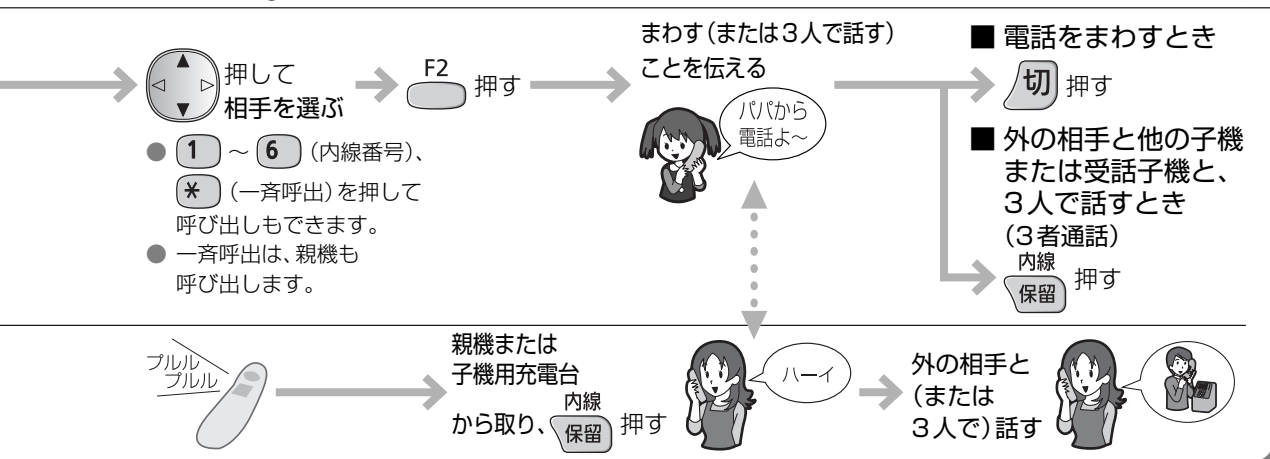 押して
相手を選ぶ
● 1 ～ 6 (内線番号)、
＊ (一斉呼出)を押して
呼び出しもできます。
● 一斉呼出は、親機も
呼び出します。
F2
押す
まわす(または3人で話す)
ことを伝える
パパから
電話よ～
■ 電話をまわすとき
切 押す
■ 外の相手と他の子機
または受話子機と、
3人で話すとき
(3者通話)
内線
保留 押す
プルル
プルル
親機または
子機用充電台
内線
から取り、保留 押す
ハーイ
外の相手と
(または
3人で)話す